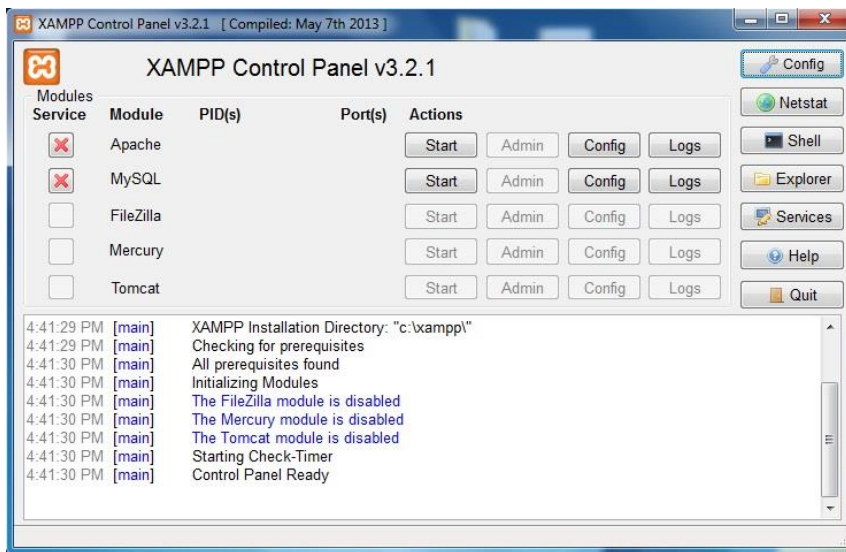 XAMPP Control Panel v3.2.1 [ Compiled: May 7th 2013 ]
XAMPP Control Panel v3.2.1
Config
Modules
Service Module PID(s) Port(s) Actions
Netstat
Apache Start Admin Config Logs
Shell
MySQL Start Admin Config Logs
Explorer
FileZilla Start Admin Config Logs
Services
Mercury Start Admin Config Logs
Help
Tomcat Start Admin Config Logs
Quit
4:41:29 PM [main] XAMPP Installation Directory: "c:\xampp\"
4:41:29 PM [main] Checking for prerequisites
4:41:30 PM [main] All prerequisites found
4:41:30 PM [main] Initializing Modules
4:41:30 PM [main] The FileZilla module is disabled
4:41:30 PM [main] The Mercury module is disabled
4:41:30 PM [main] The Tomcat module is disabled
4:41:30 PM [main] Starting Check-Timer
4:41:30 PM [main] Control Panel Ready